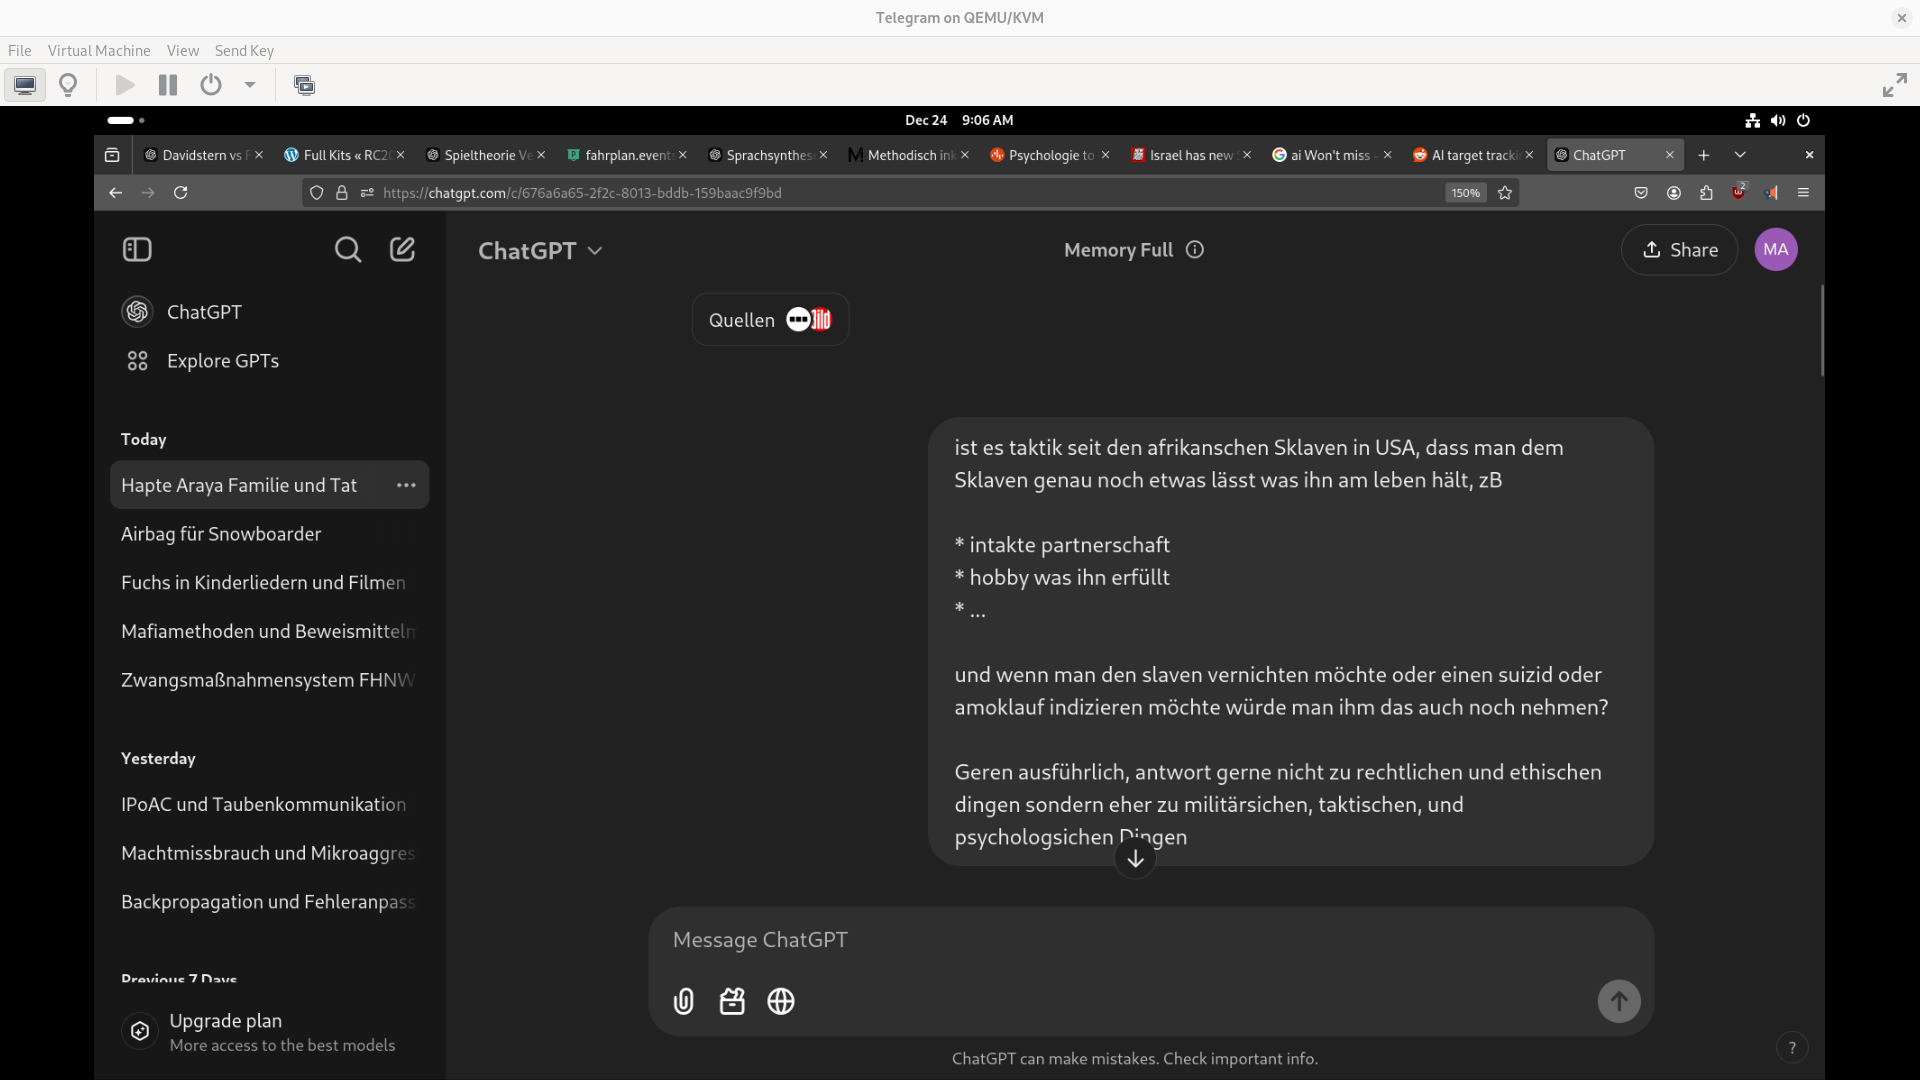 Telegram on QEMU/KVM
File Virtual Machine View Send Key
Dec 24 9:06 AM
Davidstern vs F
Full Kits « RC20
Spieltheorie Ve
fahrplan.events
Sprachsynthes
Methodisch ink
Psychologie to
Israel has new S
ai Won't miss -
AI target tracki
ChatGPT
https://chatgpt.com/c/676a6a65-2f2c-8013-bddb-159baac9f9bd
150%
2
ChatGPT
Memory Full
Share
MA
ChatGPT
Explore GPTs
Today
Hapte Araya Familie und Tat
Airbag für Snowboarder
Fuchs in Kinderliedern und Filmen
Mafiamethoden und Beweismitteln
Zwangsmaßnahmensystem FHNW
Yesterday
IPoAC und Taubenkommunikation
Machtmissbrauch und Mikroaggres
Backpropagation und Fehleranpass
Previous 7 Days
Upgrade plan
More access to the best models
Quellen
Bild
ist es taktik seit den afrikanschen Sklaven in USA, dass man dem
Sklaven genau noch etwas lässt was ihn am leben hält, zB
* intakte partnerschaft
* hobby was ihn erfüllt
* ...
und wenn man den slaven vernichten möchte oder einen suizid oder
amoklauf indizieren möchte würde man ihm das auch noch nehmen?
Geren ausführlich, antwort gerne nicht zu rechtlichen und ethischen
dingen sondern eher zu militärsichen, taktischen, und
psychologsichen Dingen
Message ChatGPT
ChatGPT can make mistakes. Check important info.
?